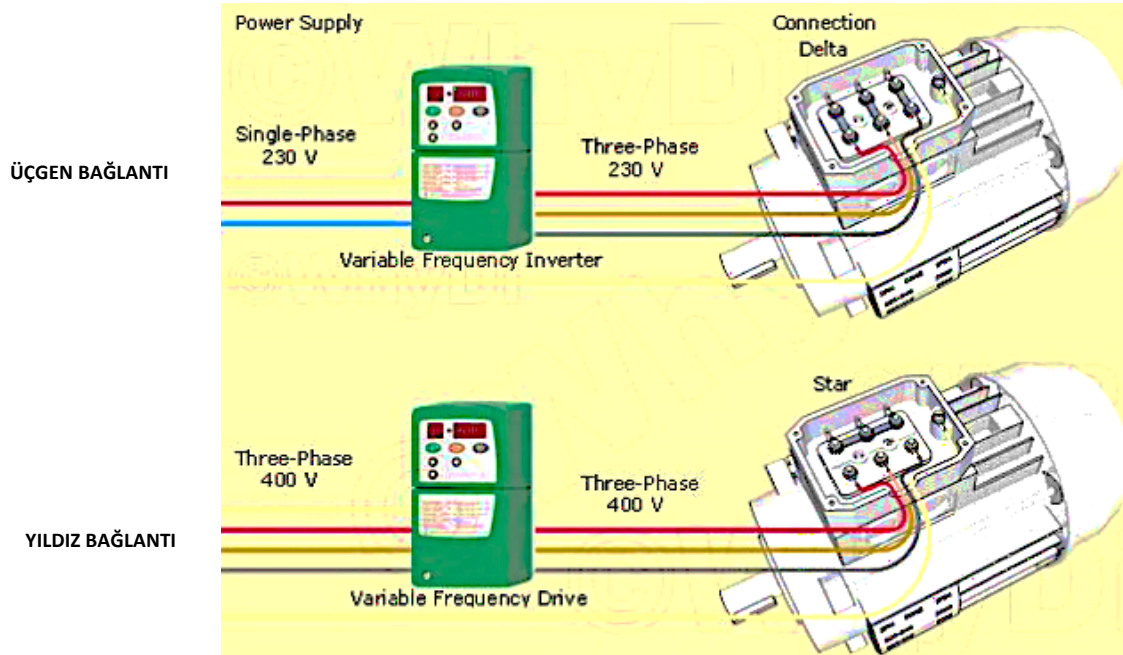 Power Supply
Connection
Delta
Single-Phase
230 V
Three-Phase
230 V
ÜÇGEN BAĞLANTI
Variable Frequency Inverter
Star
Three-Phase
400 V
Three-Phase
400 V
YILDIZ BAĞLANTI
Variable Frequency Drive